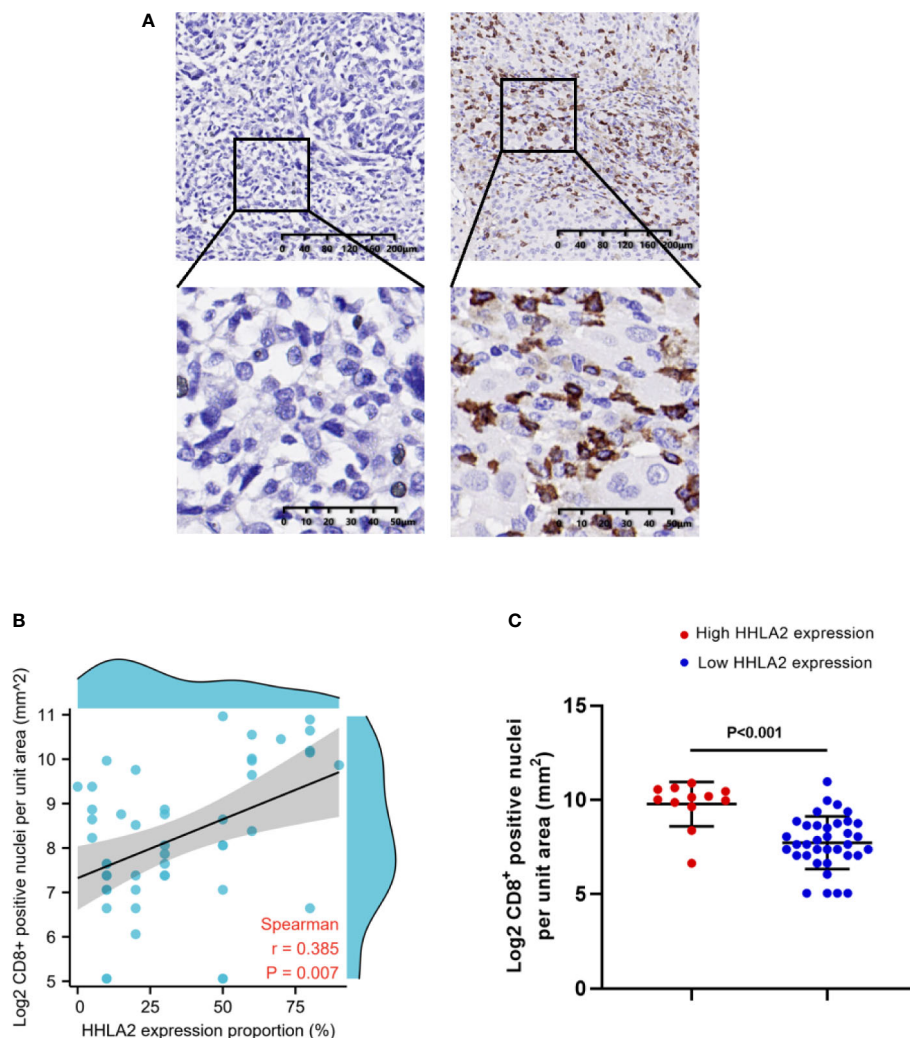 A
0 40 80 120 160 200µm
0 40 80 120 160 200µm
0 10 20 30 40 50µm
0 10 20 30 40 50µm
B
Log2 CD8+ positive nuclei per unit area (mm^2)
11
10
9
8
7
6
5
0 25 50 75
HHLA2 expression proportion (%)
Spearman
r = 0.385
P = 0.007
C
High HHLA2 expression
Low HHLA2 expression
Log2 CD8⁺ positive nuclei
per unit area (mm²)
15
10
5
0
P<0.001